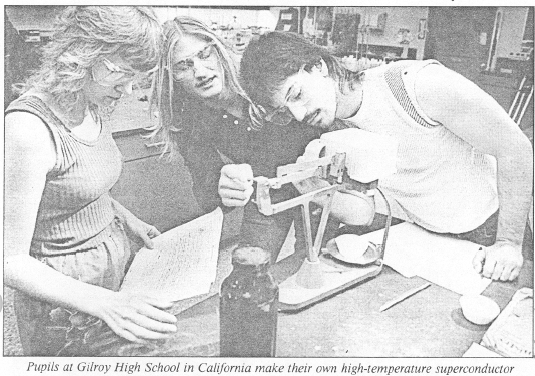 Pupils at Gilroy High School in California make their own high-temperature superconductor